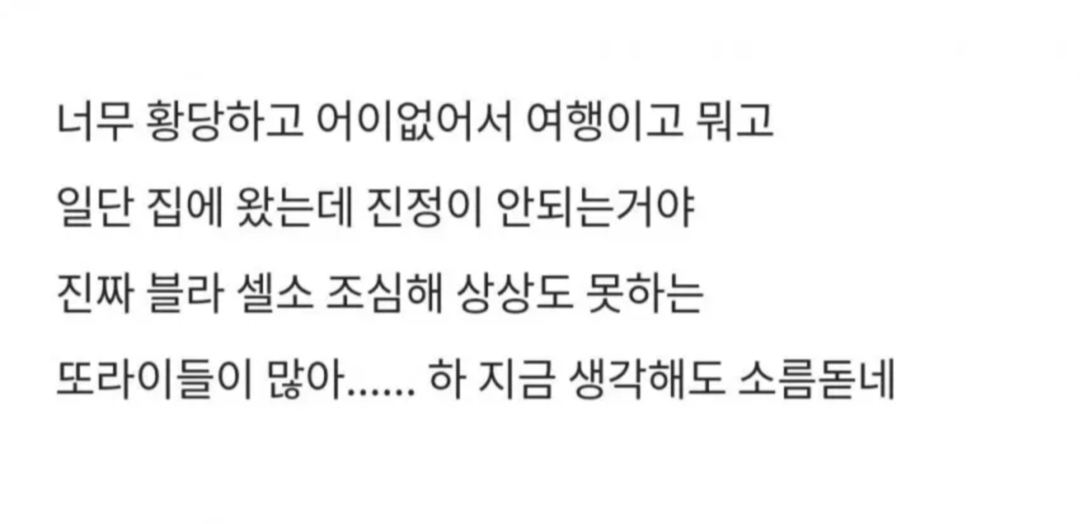 너무 황당하고 어이없어서 여행이고 뭐고
일단 집에 왔는데 진정이 안되는거야
진짜 블라 셀소 조심해 상상도 못하는
또라이들이 많아...... 하 지금 생각해도 소름돋네